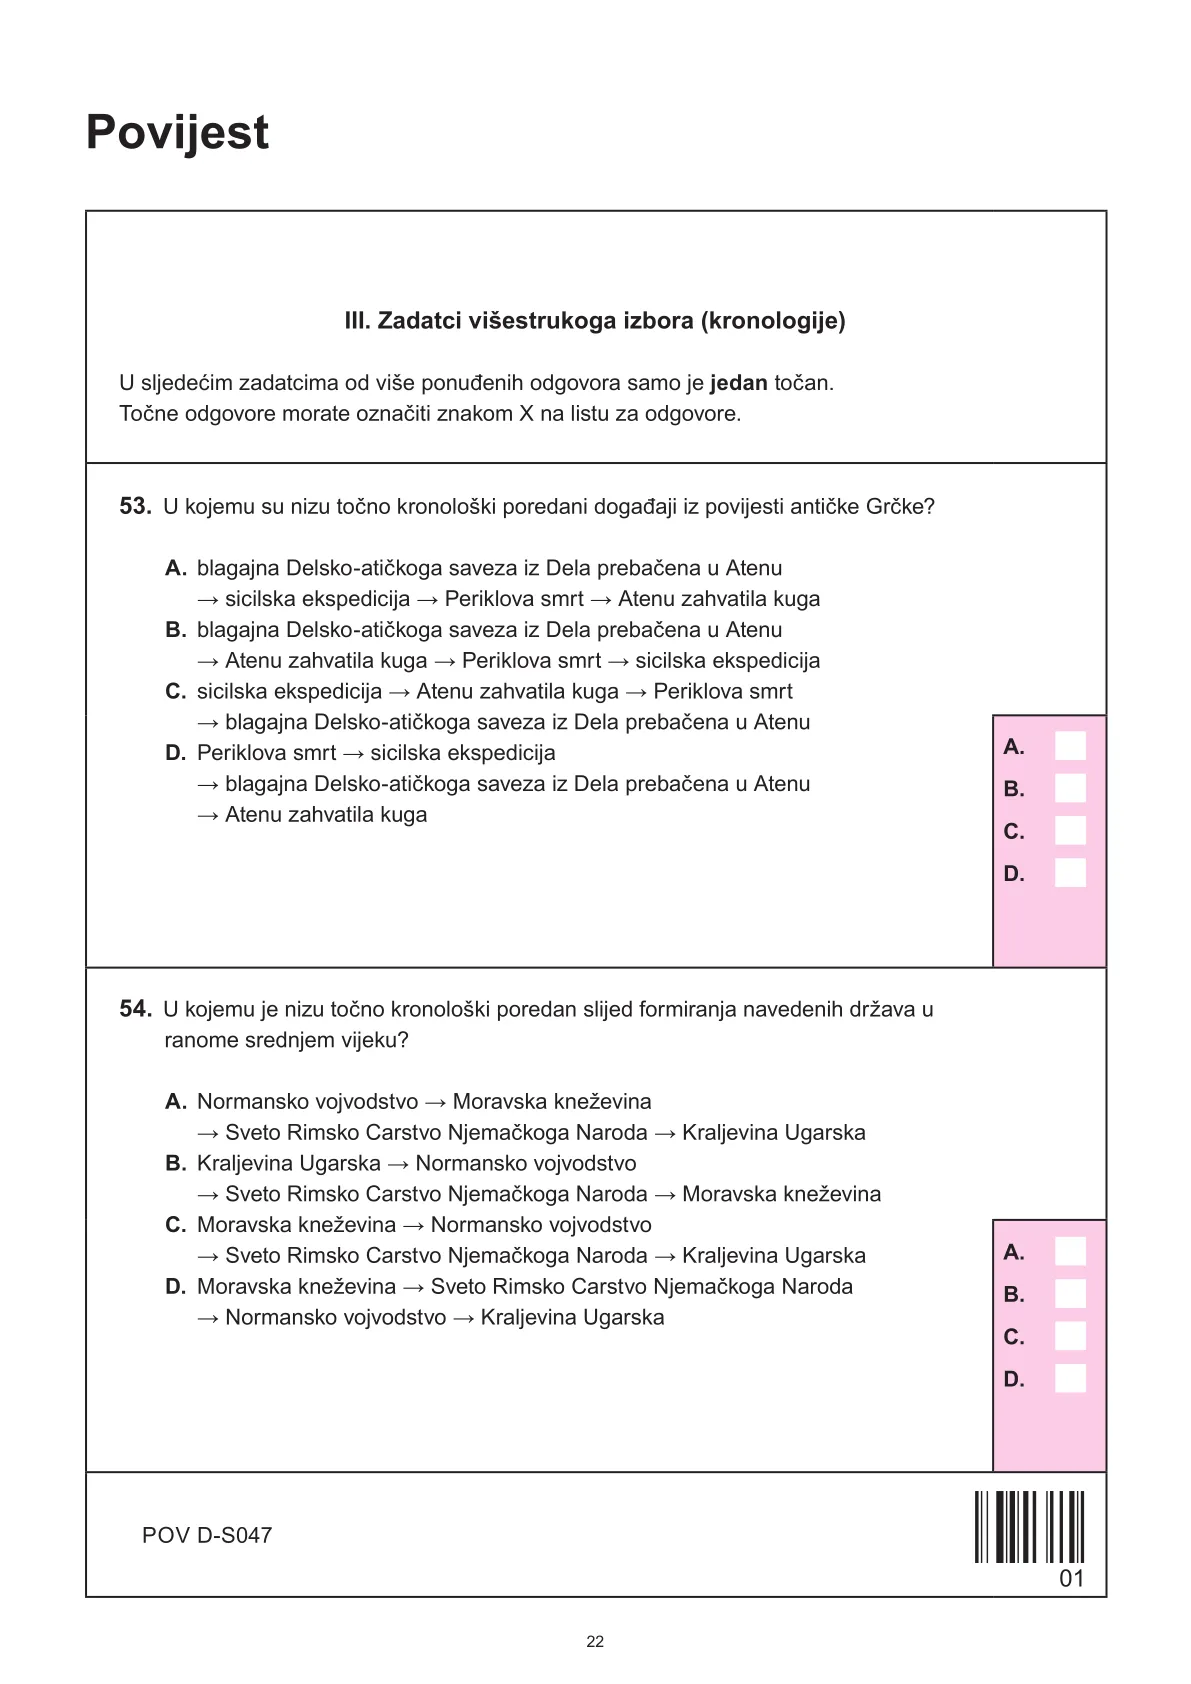 Povijest
III. Zadatci višestrukoga izbora (kronologije)
U sljedećim zadatcima od više ponuđenih odgovora samo je jedan točan.
Točne odgovore morate označiti znakom X na listu za odgovore.
53. U kojemu su nizu točno kronološki poredani događaji iz povijesti antičke Grčke?
A. blagajna Delsko-atičkoga saveza iz Dela prebačena u Atenu
→ sicilska ekspedicija → Periklova smrt → Atenu zahvatila kuga
B. blagajna Delsko-atičkoga saveza iz Dela prebačena u Atenu
→ Atenu zahvatila kuga → Periklova smrt → sicilska ekspedicija
C. sicilska ekspedicija → Atenu zahvatila kuga → Periklova smrt
→ blagajna Delsko-atičkoga saveza iz Dela prebačena u Atenu
D. Periklova smrt → sicilska ekspedicija
→ blagajna Delsko-atičkoga saveza iz Dela prebačena u Atenu
→ Atenu zahvatila kuga
A.
B.
C.
D.
54. U kojemu je nizu točno kronološki poredan slijed formiranja navedenih država u
ranome srednjem vijeku?
A. Normansko vojvodstvo → Moravska kneževina
→ Sveto Rimsko Carstvo Njemačkoga Naroda → Kraljevina Ugarska
B. Kraljevina Ugarska → Normansko vojvodstvo
→ Sveto Rimsko Carstvo Njemačkoga Naroda → Moravska kneževina
C. Moravska kneževina → Normansko vojvodstvo
→ Sveto Rimsko Carstvo Njemačkoga Naroda → Kraljevina Ugarska
D. Moravska kneževina → Sveto Rimsko Carstvo Njemačkoga Naroda
→ Normansko vojvodstvo → Kraljevina Ugarska
A.
B.
C.
D.
POV D-S047
01
22